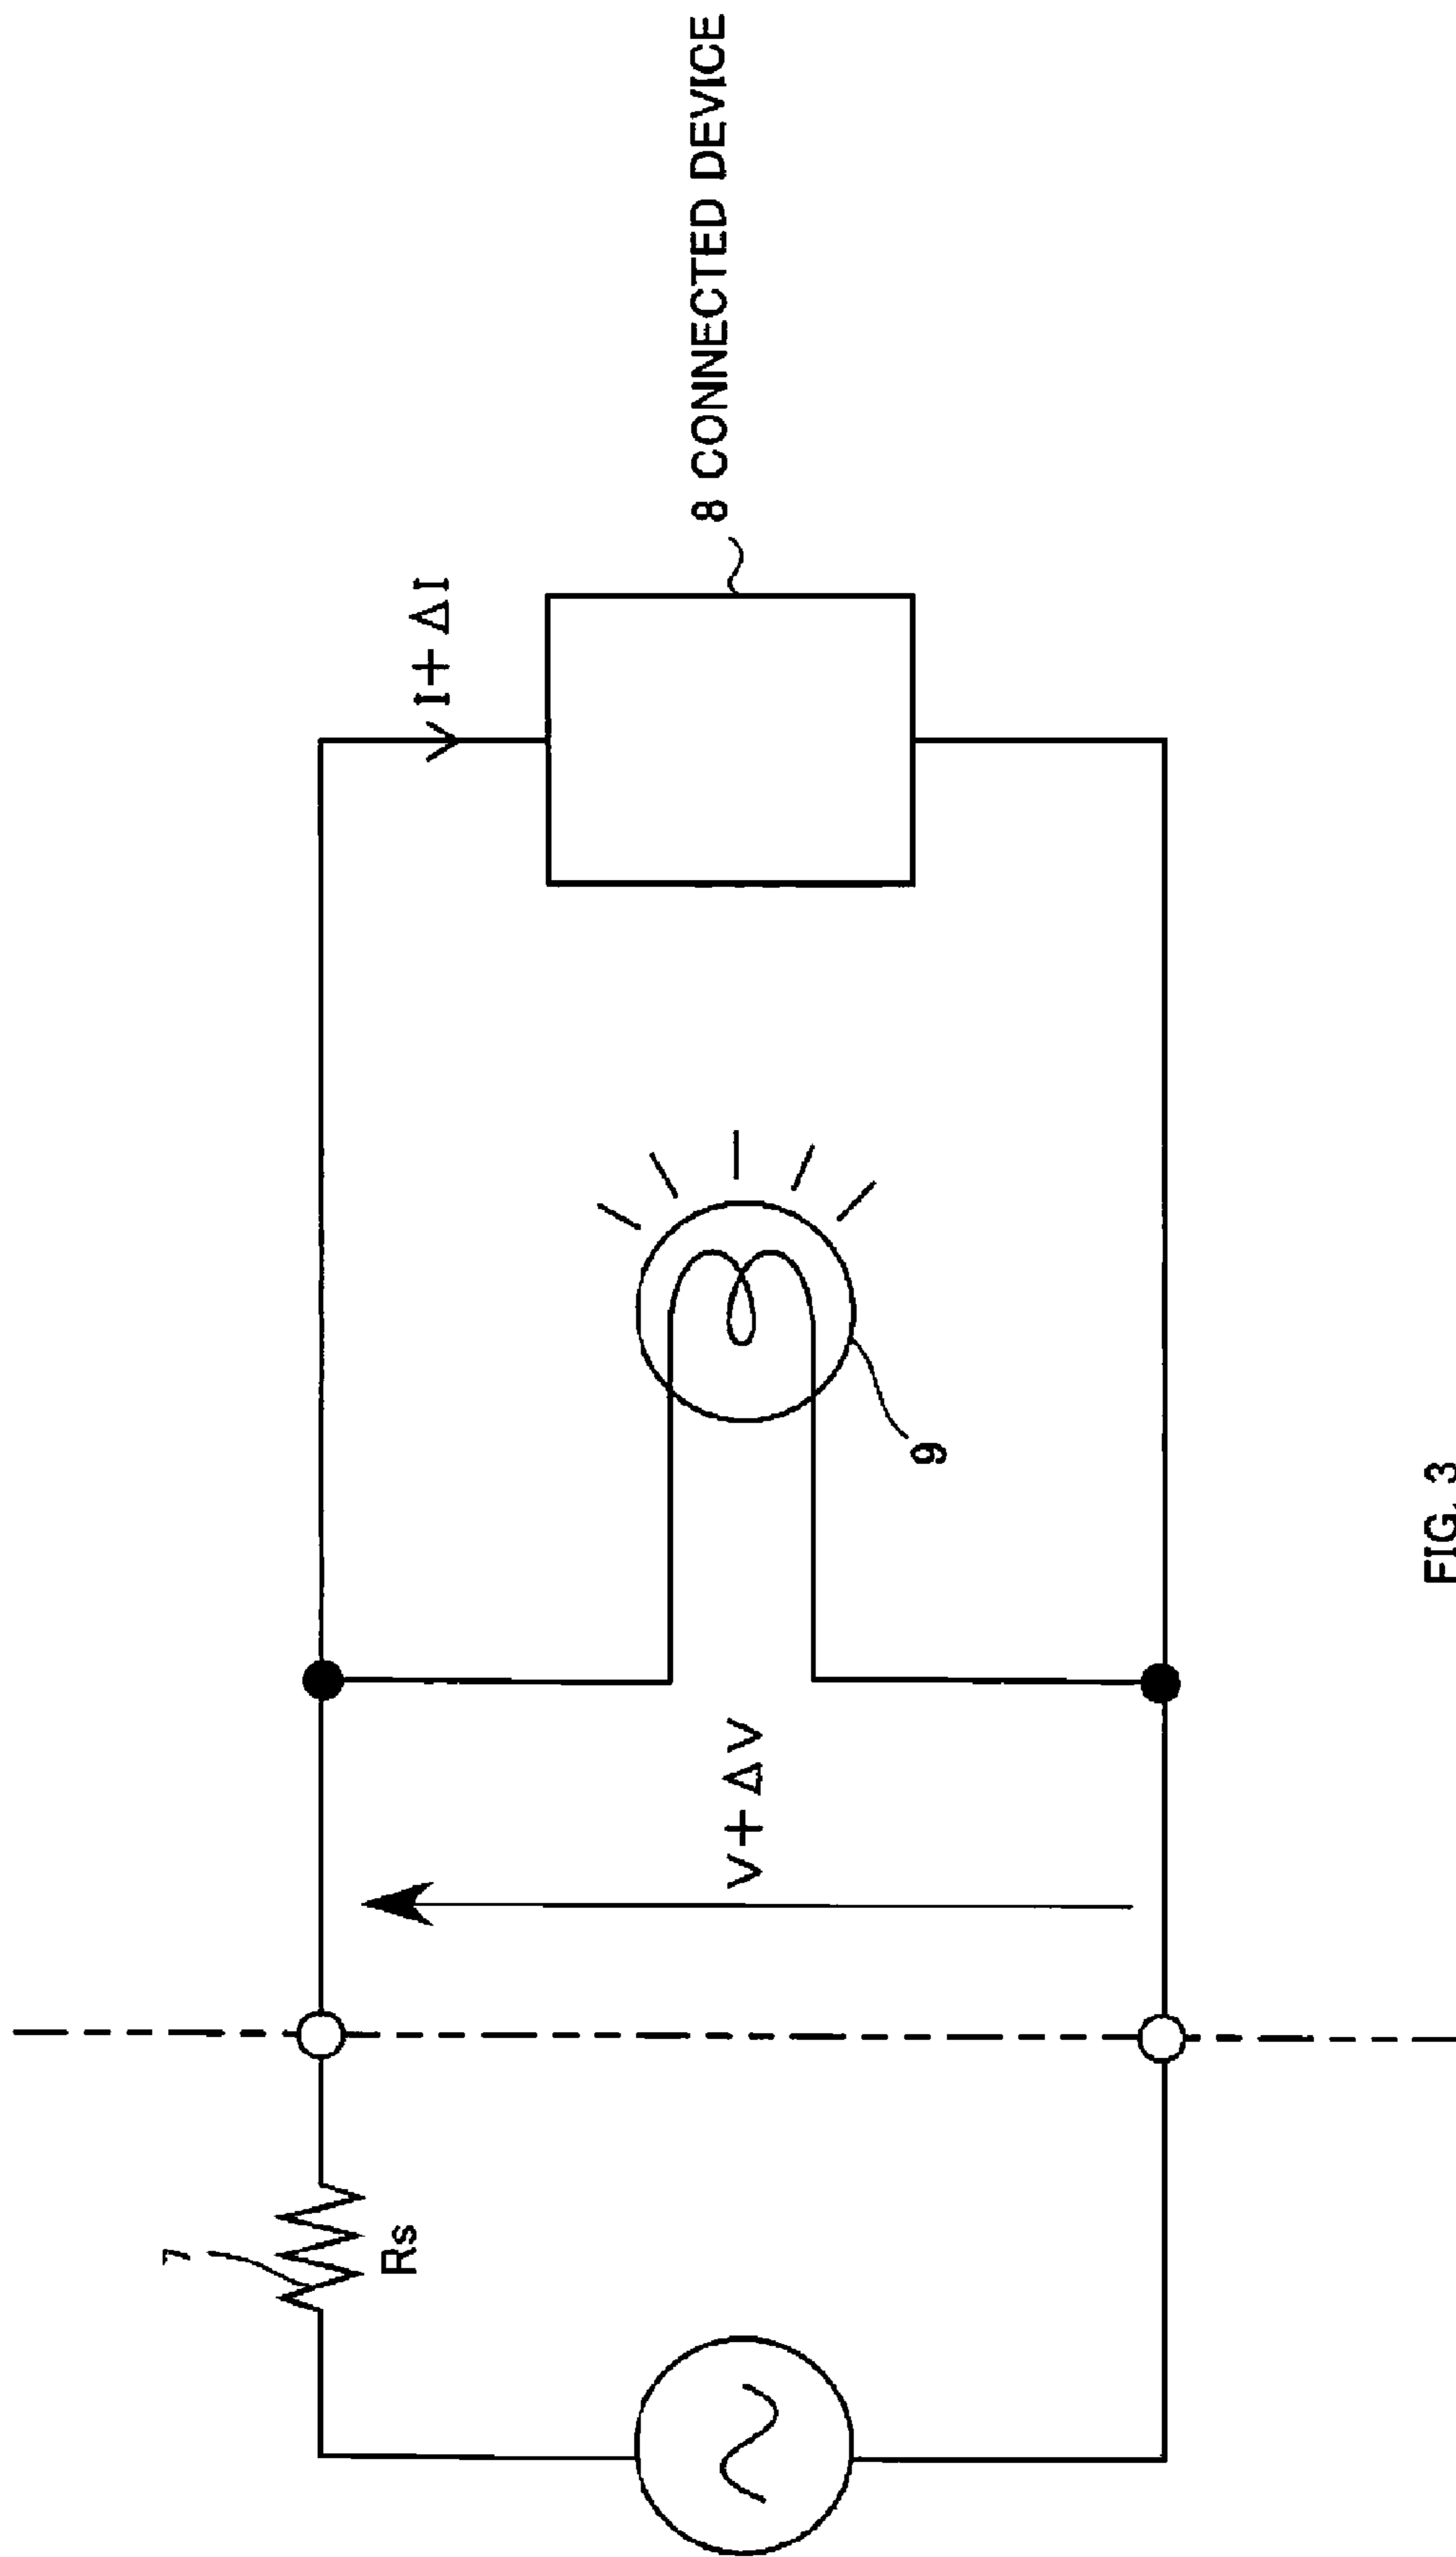 7
Rs
V+ΔV
9
I+ΔI
8 CONNECTED DEVICE
FIG. 3